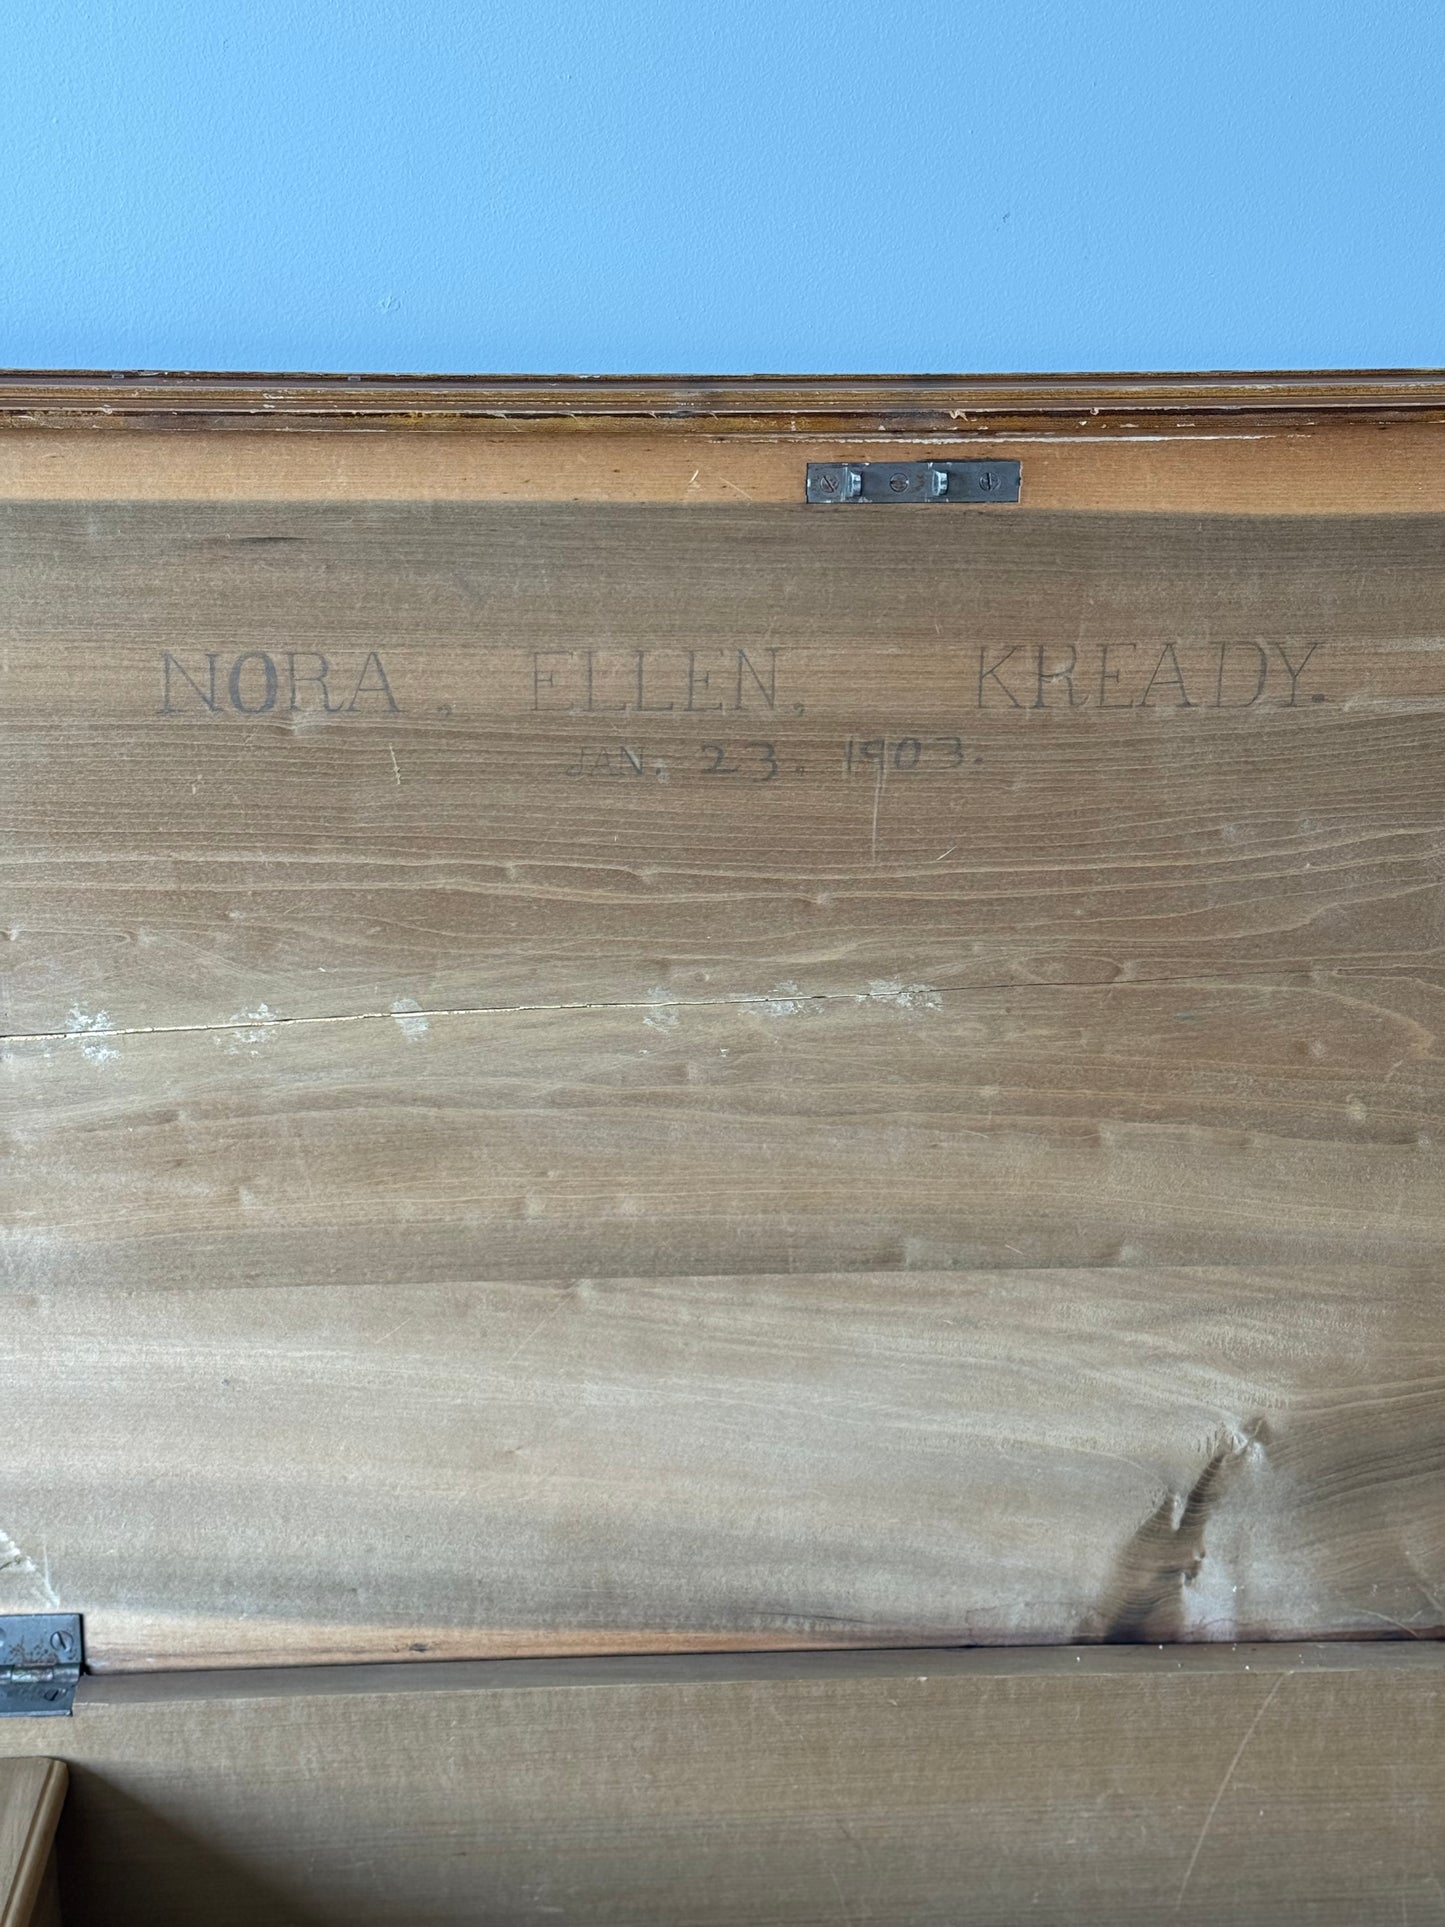 NORA, ELLEN, KREADY.
JAN. 23. 1903.